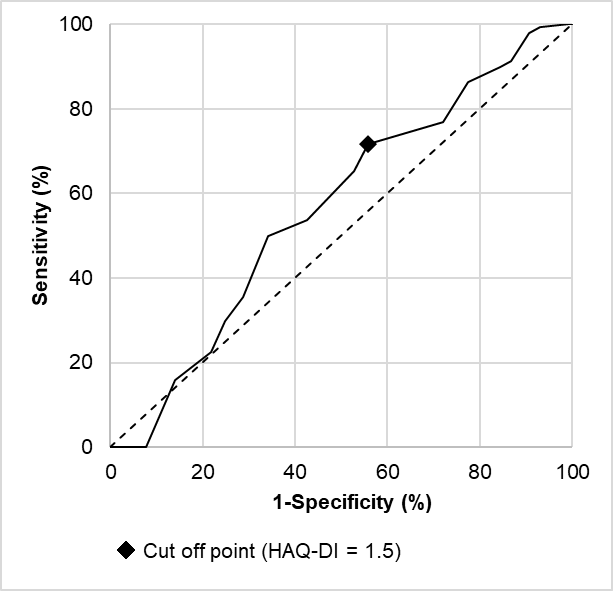 100
80
60
40
20
0
Sensitivity (%)
0 20 40 60 80 100
1-Specificity (%)
Cut off point (HAQ-DI = 1.5)